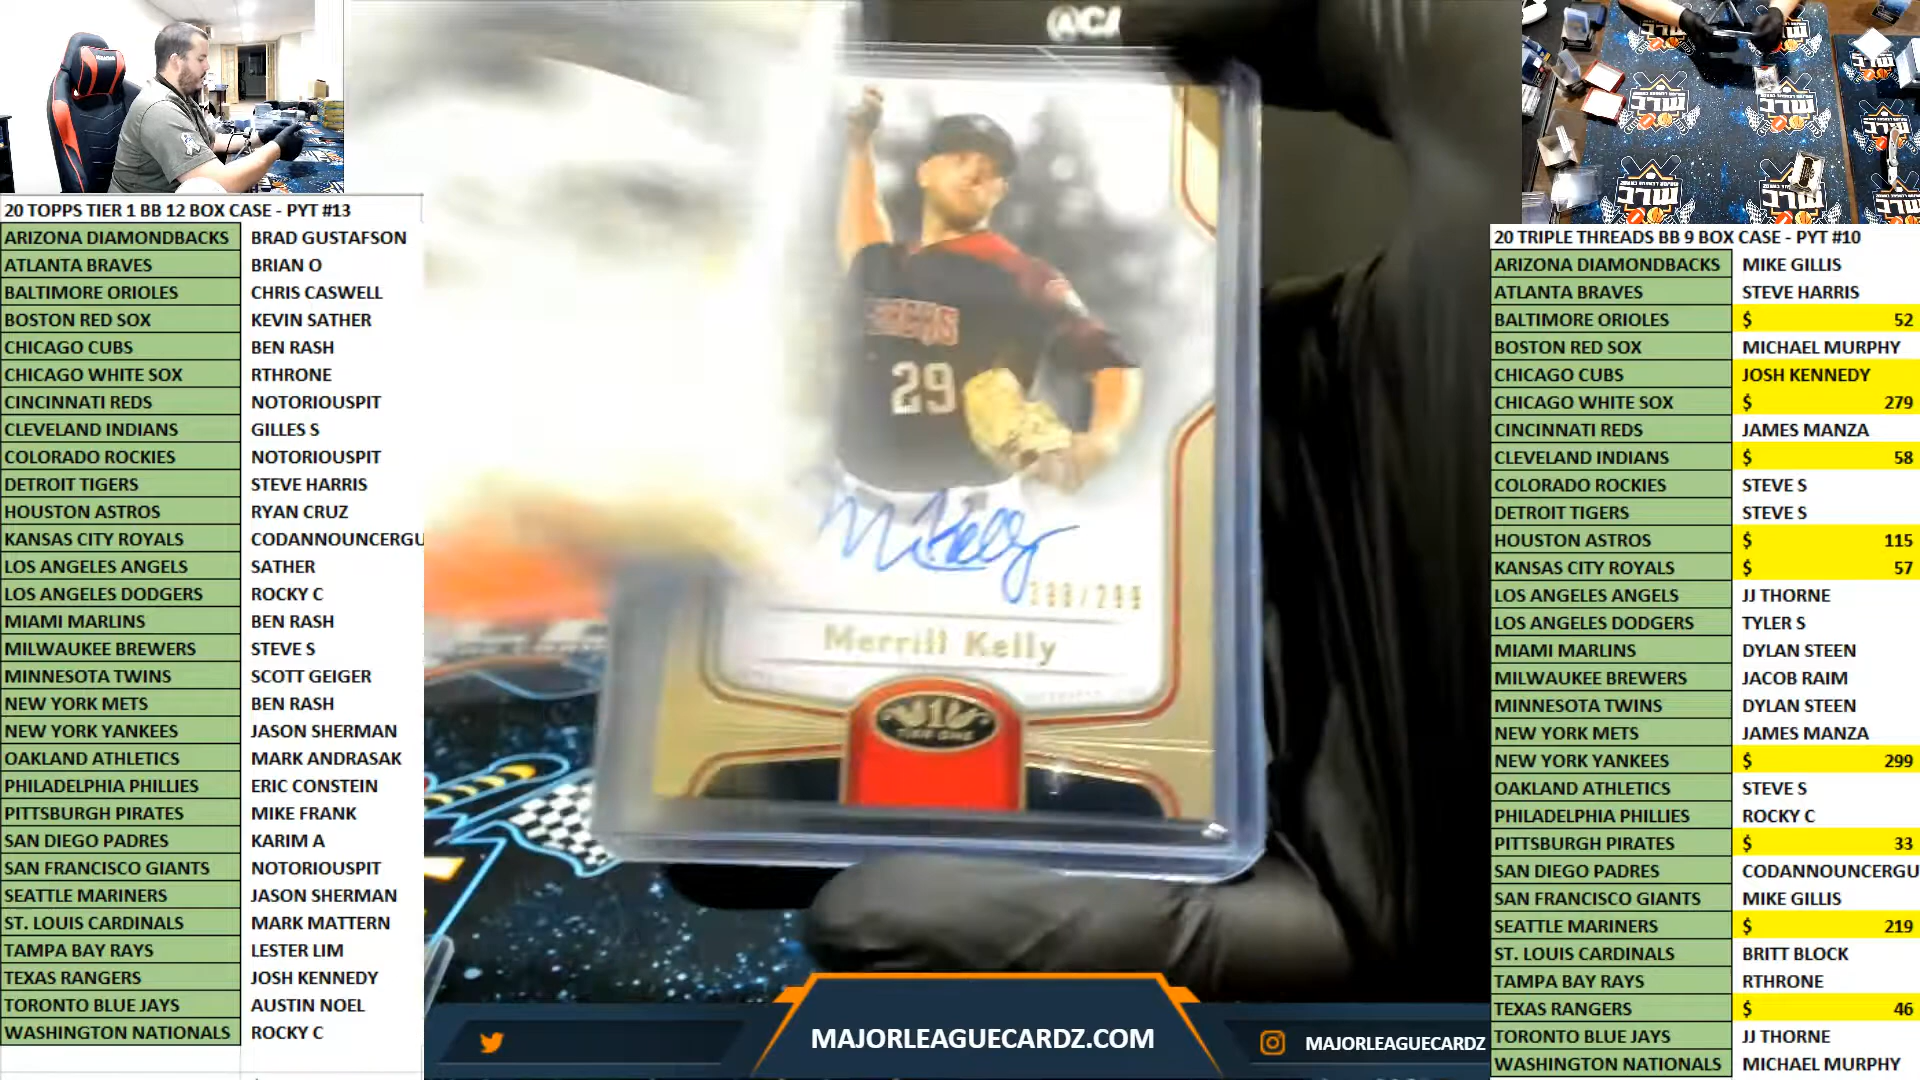 20 TOPPS TIER 1 BB 12 BOX CASE - PYT #13
ARIZONA DIAMONDBACKS BRAD GUSTAFSON
ATLANTA BRAVES BRIAN O
BALTIMORE ORIOLES CHRIS CASWELL
BOSTON RED SOX KEVIN SATHER
CHICAGO CUBS BEN RASH
CHICAGO WHITE SOX RTHRONE
CINCINNATI REDS NOTORIOUSPIT
CLEVELAND INDIANS GILLES S
COLORADO ROCKIES NOTORIOUSPIT
DETROIT TIGERS STEVE HARRIS
HOUSTON ASTROS RYAN CRUZ
KANSAS CITY ROYALS CODANNOUNCERGU
LOS ANGELES ANGELS SATHER
LOS ANGELES DODGERS ROCKY C
MIAMI MARLINS BEN RASH
MILWAUKEE BREWERS STEVE S
MINNESOTA TWINS SCOTT GEIGER
NEW YORK METS BEN RASH
NEW YORK YANKEES JASON SHERMAN
OAKLAND ATHLETICS MARK ANDRASAK
PHILADELPHIA PHILLIES ERIC CONSTEIN
PITTSBURGH PIRATES MIKE FRANK
SAN DIEGO PADRES KARIM A
SAN FRANCISCO GIANTS NOTORIOUSPIT
SEATTLE MARINERS JASON SHERMAN
ST. LOUIS CARDINALS MARK MATTERN
TAMPA BAY RAYS LESTER LIM
TEXAS RANGERS JOSH KENNEDY
TORONTO BLUE JAYS AUSTIN NOEL
WASHINGTON NATIONALS ROCKY C
29
M Kelly
Merrill Kelly
1
TIER ONE
MAJORLEAGUECARDZ.COM
MAJORLEAGUECARDZ
20 TRIPLE THREADS BB 9 BOX CASE - PYT #10
ARIZONA DIAMONDBACKS MIKE GILLIS
ATLANTA BRAVES STEVE HARRIS
BALTIMORE ORIOLES $ 52
BOSTON RED SOX MICHAEL MURPHY
CHICAGO CUBS JOSH KENNEDY
CHICAGO WHITE SOX $ 279
CINCINNATI REDS JAMES MANZA
CLEVELAND INDIANS $ 58
COLORADO ROCKIES STEVE S
DETROIT TIGERS STEVE S
HOUSTON ASTROS $ 115
KANSAS CITY ROYALS $ 57
LOS ANGELES ANGELS JJ THORNE
LOS ANGELES DODGERS TYLER S
MIAMI MARLINS DYLAN STEEN
MILWAUKEE BREWERS JACOB RAIM
MINNESOTA TWINS DYLAN STEEN
NEW YORK METS JAMES MANZA
NEW YORK YANKEES $ 299
OAKLAND ATHLETICS STEVE S
PHILADELPHIA PHILLIES ROCKY C
PITTSBURGH PIRATES $ 33
SAN DIEGO PADRES CODANNOUNCERGU
SAN FRANCISCO GIANTS MIKE GILLIS
SEATTLE MARINERS $ 219
ST. LOUIS CARDINALS BRITT BLOCK
TAMPA BAY RAYS RTHRONE
TEXAS RANGERS $ 46
TORONTO BLUE JAYS JJ THORNE
WASHINGTON NATIONALS MICHAEL MURPHY